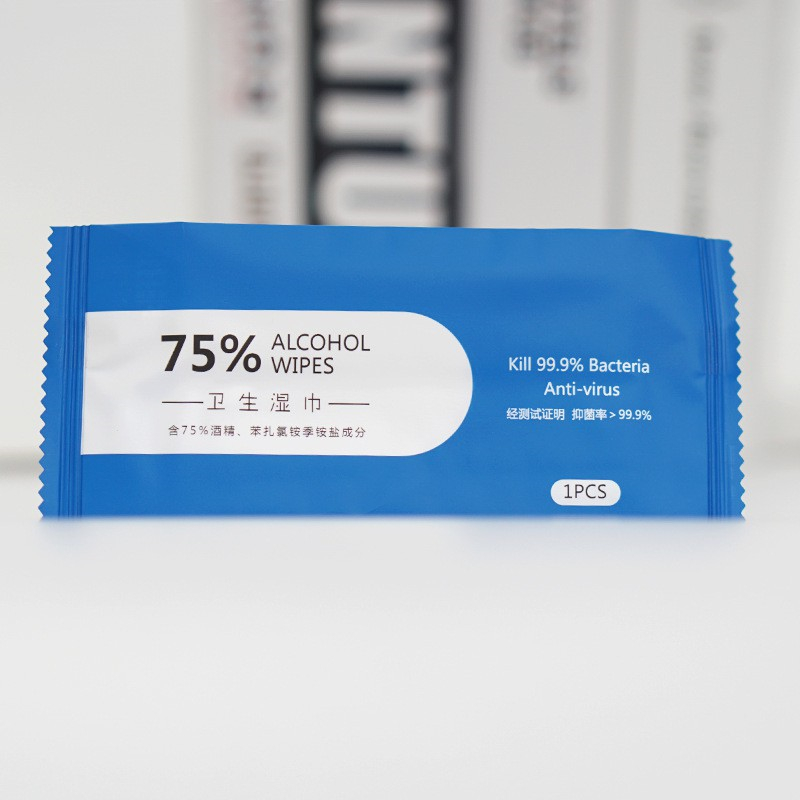 75% ALCOHOL
WIPES
卫生湿巾
含75%酒精、苯扎氯铵季铵盐成分
Kill 99.9% Bacteria
Anti-virus
经测试证明 抑菌率>99.9%
1PCS